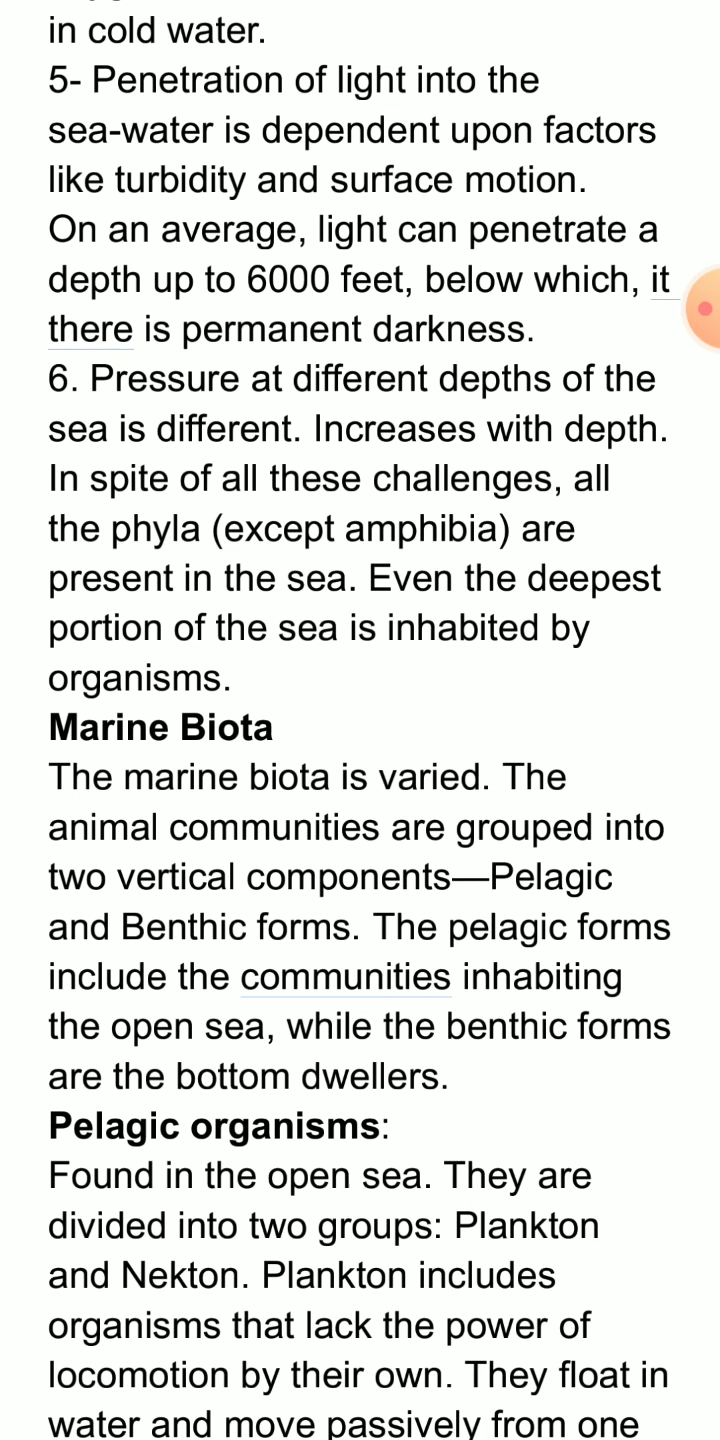 in cold water.
5- Penetration of light into the
sea-water is dependent upon factors
like turbidity and surface motion.
On an average, light can penetrate a
depth up to 6000 feet, below which, it
there is permanent darkness.
6. Pressure at different depths of the
sea is different. Increases with depth.
In spite of all these challenges, all
the phyla (except amphibia) are
present in the sea. Even the deepest
portion of the sea is inhabited by
organisms.
Marine Biota
The marine biota is varied. The
animal communities are grouped into
two vertical components—Pelagic
and Benthic forms. The pelagic forms
include the communities inhabiting
the open sea, while the benthic forms
are the bottom dwellers.
Pelagic organisms:
Found in the open sea. They are
divided into two groups: Plankton
and Nekton. Plankton includes
organisms that lack the power of
locomotion by their own. They float in
water and move passively from one